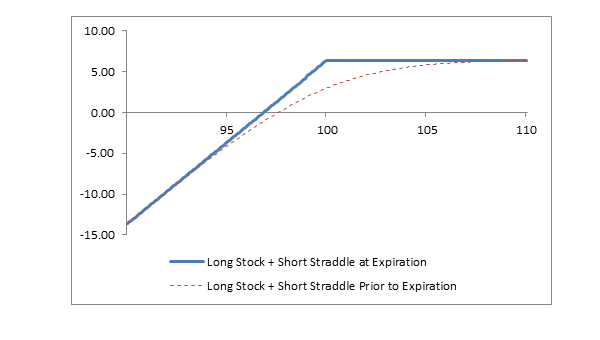 10.00
5.00
0.00
-5.00
-10.00
-15.00
95 100 105 110
Long Stock + Short Straddle at Expiration
Long Stock + Short Straddle Prior to Expiration